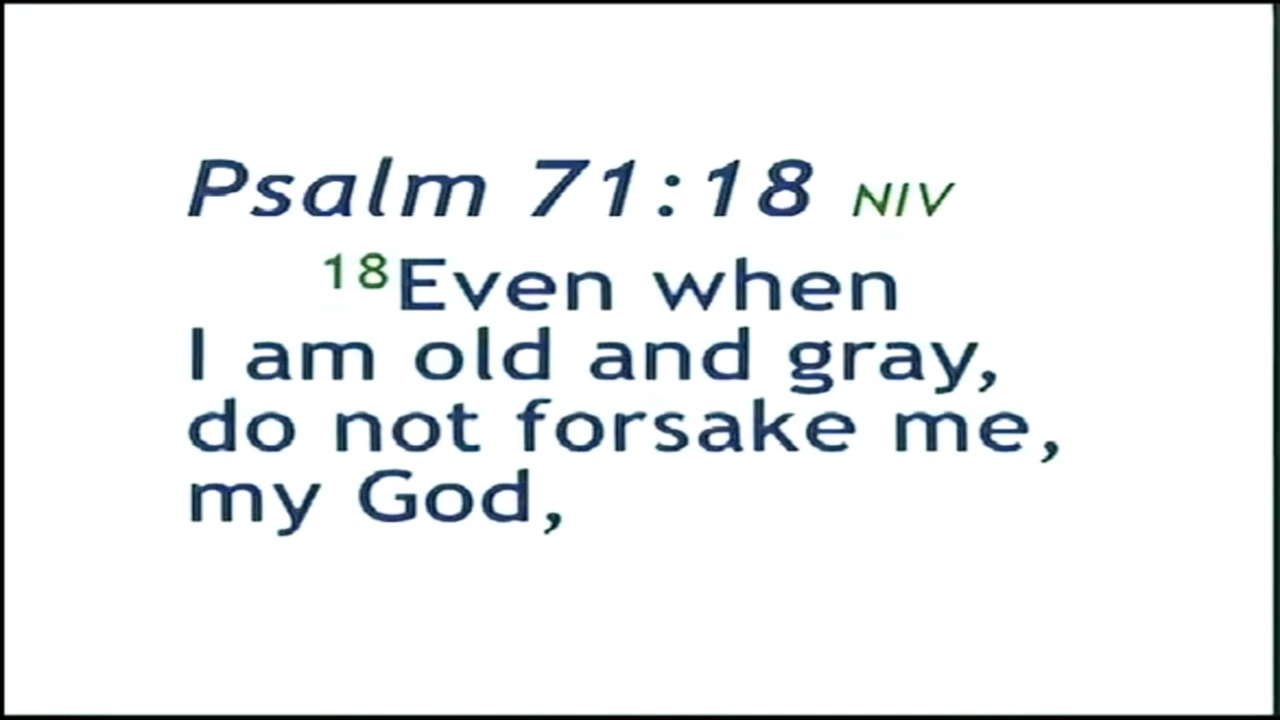 Psalm 71:18 NIV
18Even when
I am old and gray,
do not forsake me,
my God,